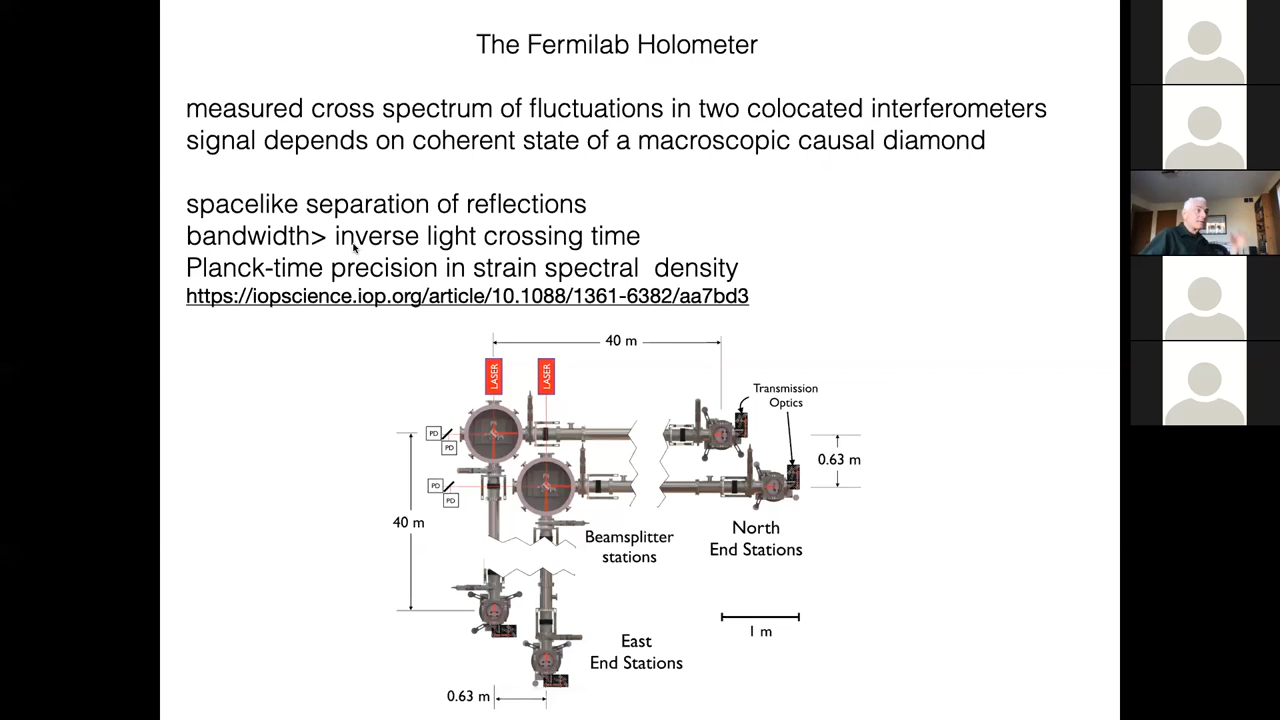 The Fermilab Holometer
measured cross spectrum of fluctuations in two colocated interferometers
signal depends on coherent state of a macroscopic causal diamond
spacelike separation of reflections
bandwidth> inverse light crossing time
Planck-time precision in strain spectral density
https://iopscience.iop.org/article/10.1088/1361-6382/aa7bd3
40 m
LASER
LASER
Transmission
Optics
PD
PD
0.63 m
PD
PD
40 m
Beamsplitter
stations
North
End Stations
1 m
East
End Stations
0.63 m